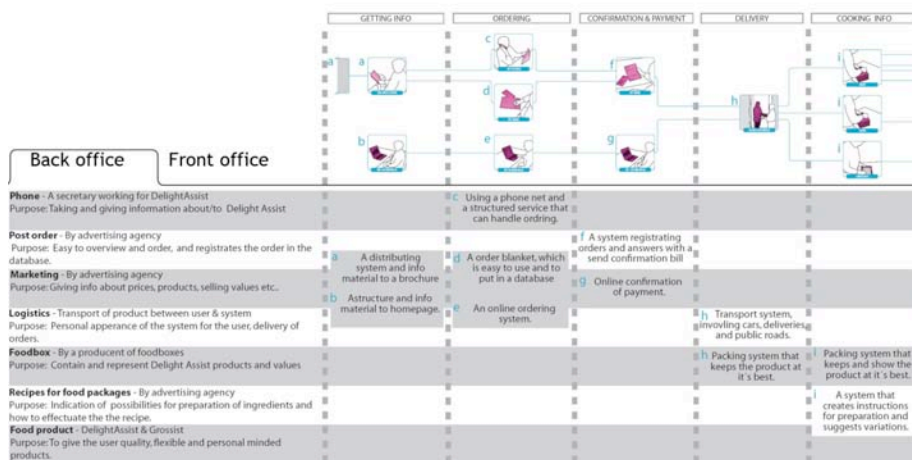 GETTING INFO
ORDERING
CONFIRMATION & PAYMENT
DELIVERY
COOKING INFO
a
a
c
f
i
d
h
i
b
e
g
i
Back office
Front office
Phone - A secretary working for DelightAssist
Purpose: Taking and giving information about/to Delight Assist
c Using a phone net and
a structured service that
can handle ordring.
Post order - By advertising agency
Purpose: Easy to overview and order, and registrates the order in the
database.
f A system registrating
orders and answers with a
send confirmation bill
a A distributing
system and info
material to a brochure
d A order blanket, which
is easy to use and to
put in a database
Marketing - By advertising agency
Purpose: Giving info about prices, products, selling values etc..
g Online confirmation
of payment.
b Astructure and info
material to homepage.
e An online ordering
system.
Logistics - Transport of product between user & system
Purpose: Personal apperance of the system for the user, delivery of
orders.
h Transport system,
invovling cars, deliveries,
and public roads.
Foodbox - By a producent of foodboxes
Purpose: Contain and represent Delight Assist products and values
h Packing system that
keeps the product at
it´s best.
i Packing system that
keeps and show the
product at it´s best.
Recipes for food packages - By advertising agency
Purpose: Indication of possibilities for preparation of ingredients and
how to effectuate the the recipe.
i A system that
creates instructions
for preparation and
suggests variations.
Food product - DelightAssist & Grossist
Purpose: To give the user quality, flexible and personal minded
products.